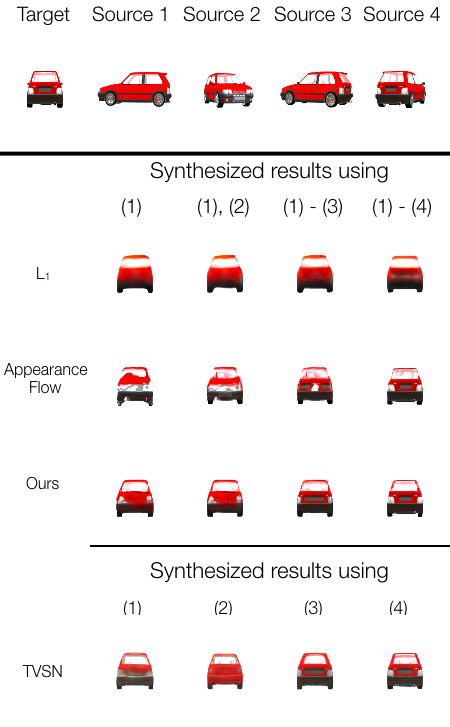 Target Source 1 Source 2 Source 3 Source 4
Synthesized results using
(1) (1), (2) (1) - (3) (1) - (4)
L₁
Appearance
Flow
Ours
Synthesized results using
(1) (2) (3) (4)
TVSN